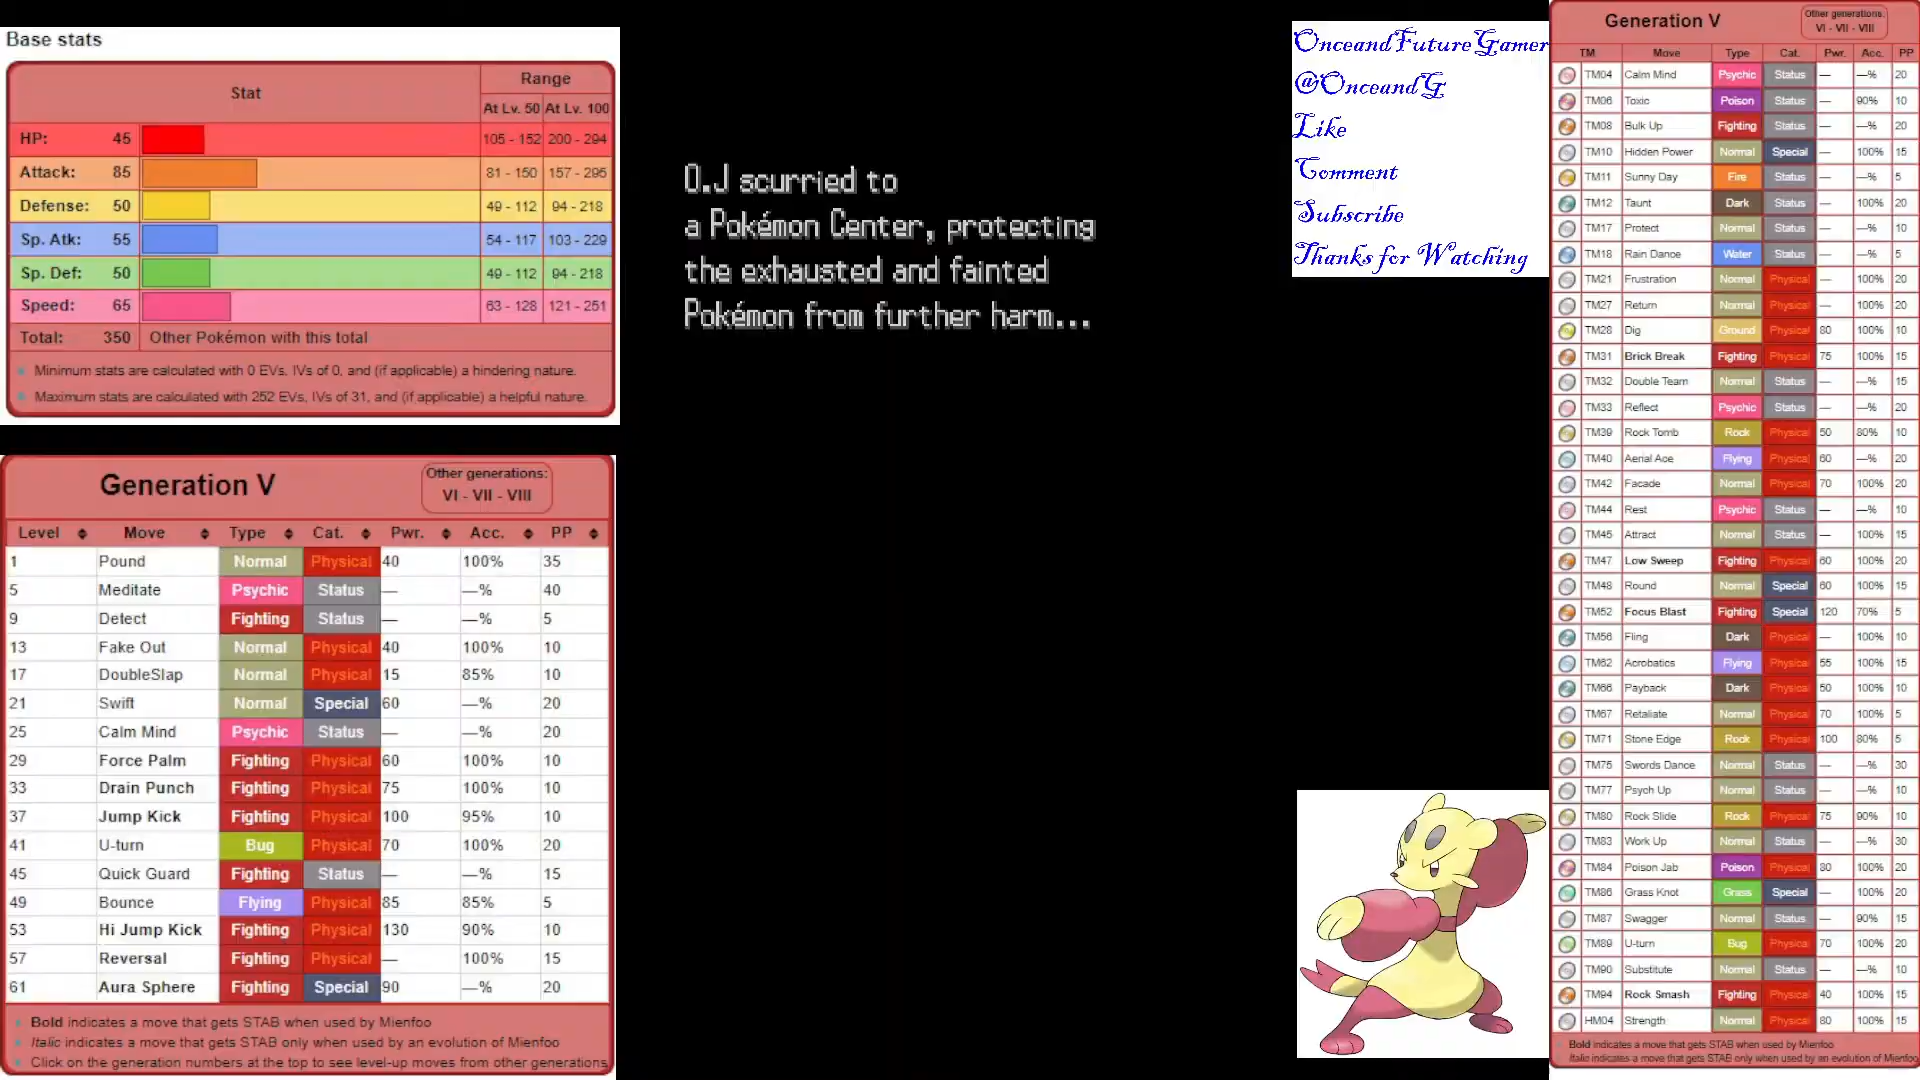 Base stats
Stat Range
At Lv. 50 At Lv. 100
HP: 45 105 - 152 200 - 294
Attack: 85 81 - 150 157 - 295
Defense: 50 49 - 112 94 - 218
Sp. Atk: 55 54 - 117 103 - 229
Sp. Def: 50 49 - 112 94 - 218
Speed: 65 63 - 128 121 - 251
Total: 350 Other Pokémon with this total
Minimum stats are calculated with 0 EVs, IVs of 0, and (if applicable) a hindering nature.
Maximum stats are calculated with 252 EVs, IVs of 31, and (if applicable) a helpful nature.
Generation V Other generations:
VI - VII - VIII
Level Move Type Cat. Pwr. Acc. PP
1 Pound Normal Physical 40 100% 35
5 Meditate Psychic Status — —% 40
9 Detect Fighting Status — —% 5
13 Fake Out Normal Physical 40 100% 10
17 DoubleSlap Normal Physical 15 85% 10
21 Swift Normal Special 60 —% 20
25 Calm Mind Psychic Status — —% 20
29 Force Palm Fighting Physical 60 100% 10
33 Drain Punch Fighting Physical 75 100% 10
37 Jump Kick Fighting Physical 100 95% 10
41 U-turn Bug Physical 70 100% 20
45 Quick Guard Fighting Status — —% 15
49 Bounce Flying Physical 85 85% 5
53 Hi Jump Kick Fighting Physical 130 90% 10
57 Reversal Fighting Physical — 100% 15
61 Aura Sphere Fighting Special 90 —% 20
Bold indicates a move that gets STAB when used by Mienfoo
Italic indicates a move that gets STAB only when used by an evolution of Mienfoo
Click on the generation numbers at the top to see level-up moves from other generations
O.J scurried to
a Pokémon Center, protecting
the exhausted and fainted
Pokémon from further harm...
OnceandFutureGamer
@OnceandG
Like
Comment
Subscribe
Thanks for Watching
Generation V Other generations:
VI - VII - VIII
TM Move Type Cat. Pwr. Acc. PP
TM04 Calm Mind Psychic Status — —% 20
TM06 Toxic Poison Status — 90% 10
TM08 Bulk Up Fighting Status — —% 20
TM10 Hidden Power Normal Special — 100% 15
TM11 Sunny Day Fire Status — —% 5
TM12 Taunt Dark Status — 100% 20
TM17 Protect Normal Status — —% 10
TM18 Rain Dance Water Status — —% 5
TM21 Frustration Normal Physical — 100% 20
TM27 Return Normal Physical — 100% 20
TM28 Dig Ground Physical 80 100% 10
TM31 Brick Break Fighting Physical 75 100% 15
TM32 Double Team Normal Status — —% 15
TM33 Reflect Psychic Status — —% 20
TM39 Rock Tomb Rock Physical 50 80% 10
TM40 Aerial Ace Flying Physical 60 —% 20
TM42 Facade Normal Physical 70 100% 20
TM44 Rest Psychic Status — —% 10
TM45 Attract Normal Status — 100% 15
TM47 Low Sweep Fighting Physical 60 100% 20
TM48 Round Normal Special 60 100% 15
TM52 Focus Blast Fighting Special 120 70% 5
TM56 Fling Dark Physical — 100% 10
TM62 Acrobatics Flying Physical 55 100% 15
TM66 Payback Dark Physical 50 100% 10
TM67 Retaliate Normal Physical 70 100% 5
TM71 Stone Edge Rock Physical 100 80% 5
TM75 Swords Dance Normal Status — —% 30
TM77 Psych Up Normal Status — —% 10
TM80 Rock Slide Rock Physical 75 90% 10
TM83 Work Up Normal Status — —% 30
TM84 Poison Jab Poison Physical 80 100% 20
TM86 Grass Knot Grass Special — 100% 20
TM87 Swagger Normal Status — 90% 15
TM89 U-turn Bug Physical 70 100% 20
TM90 Substitute Normal Status — —% 10
TM94 Rock Smash Fighting Physical 40 100% 15
HM04 Strength Normal Physical 80 100% 15
Bold indicates a move that gets STAB when used by Mienfoo
Italic indicates a move that gets STAB only when used by an evolution of Mienfoo